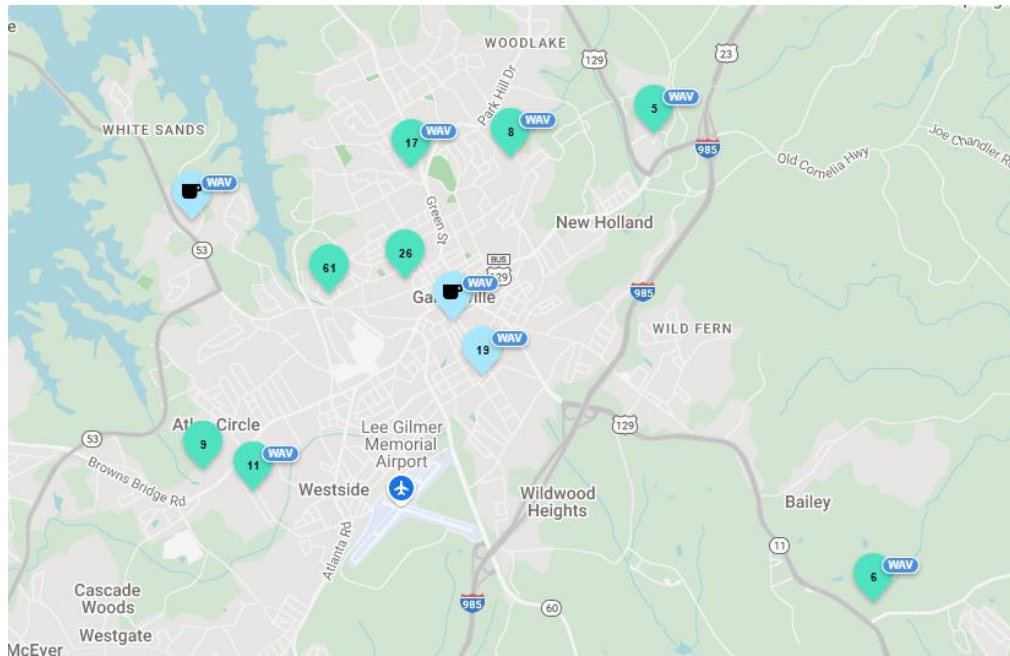 e
WOODLAKE
129
23
Park Hill Dr
WHITE SANDS
17
WAV
8
WAV
5
WAV
985
Old Cornelia Hwy
Joe Chandler Rd
WAV
Green St
New Holland
53
61
26
BUS
129
WAV
985
19
WAV
WILD FERN
Circle
53
9
11
WAV
Browns Bridge Rd
Lee Gilmer
Memorial
Airport
Westside
129
Wildwood
Heights
Bailey
Atlanta Rd
11
6
WAV
985
60
Cascade
Woods
Westgate
McEver